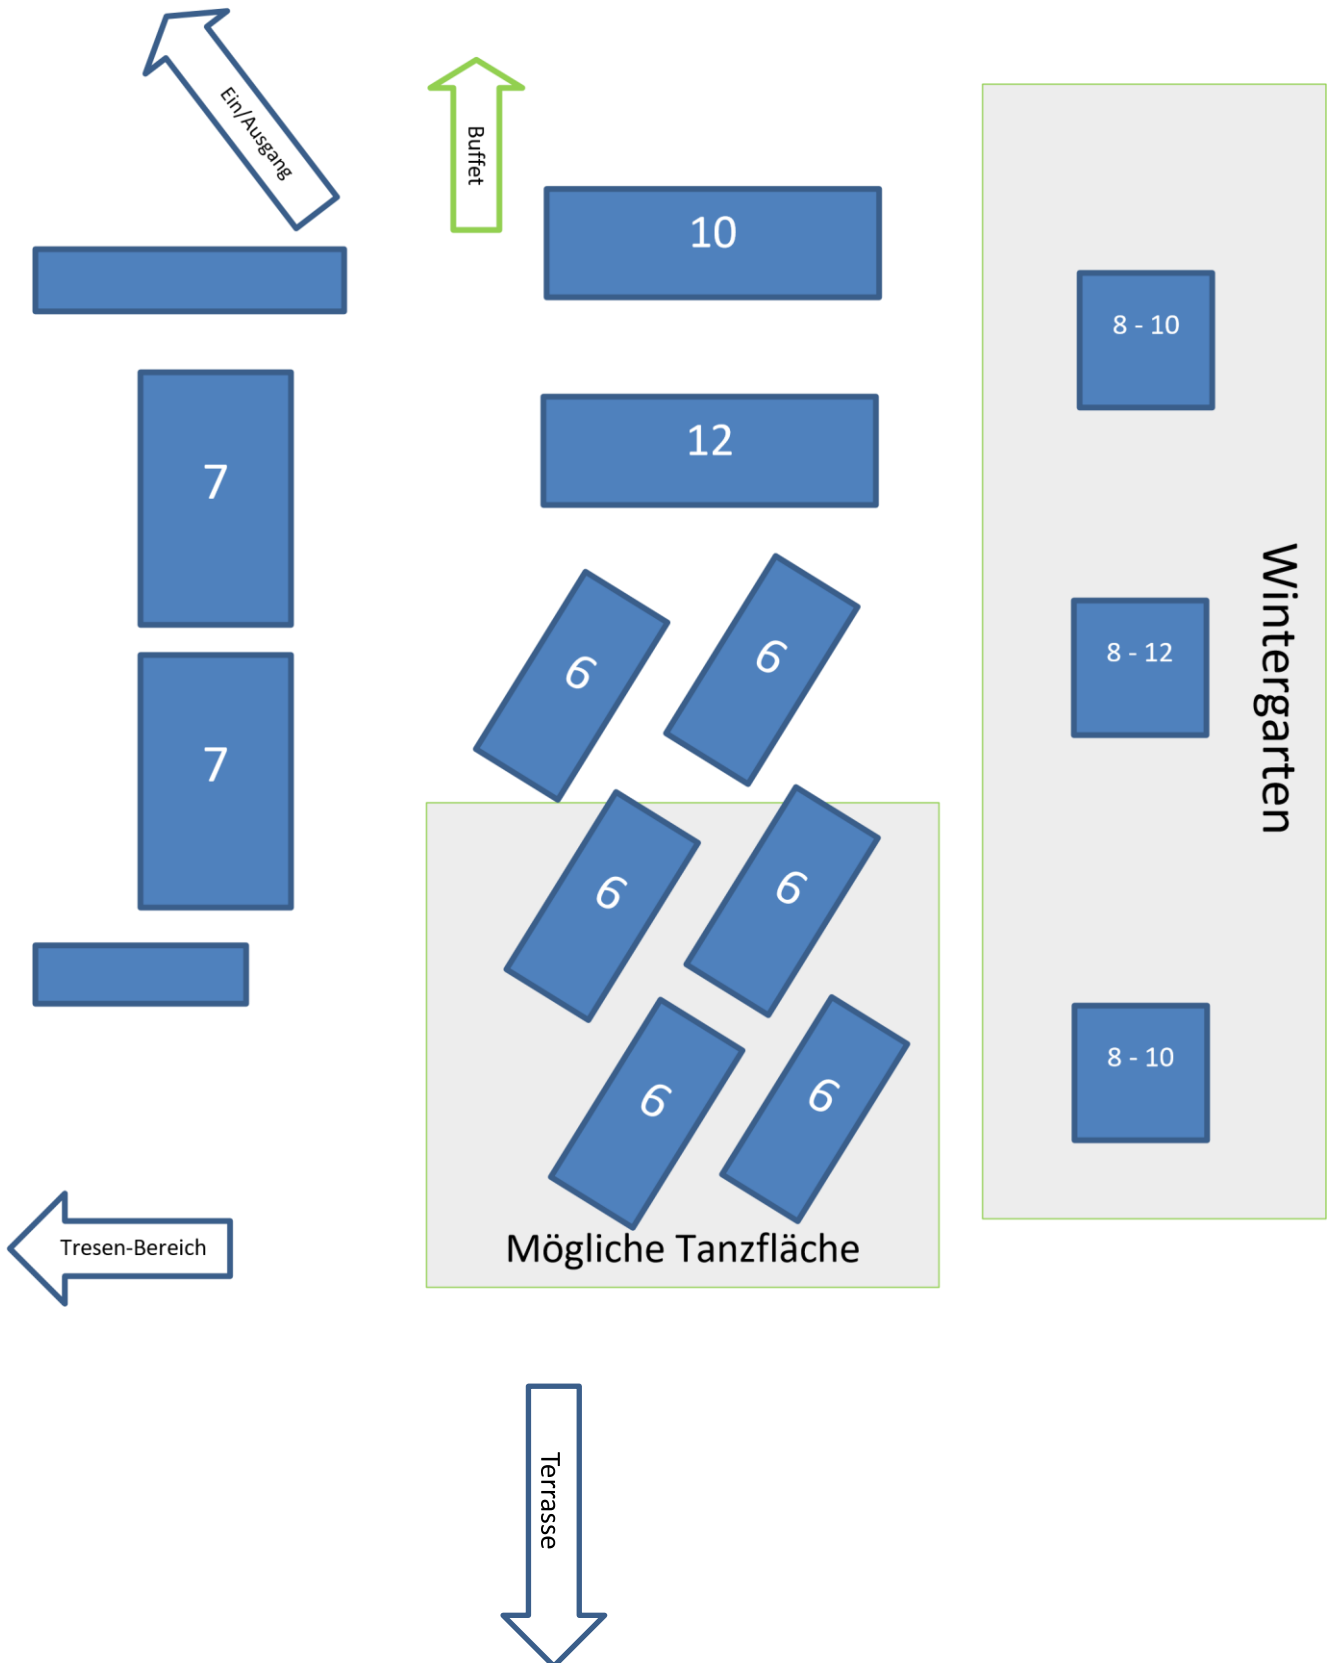 Ein/Ausgang
Buffet
10
8 - 10
12
7
6
6
8 - 12
Wintergarten
7
6
6
6
6
8 - 10
Tresen-Bereich
Mögliche Tanzfläche
Terrasse